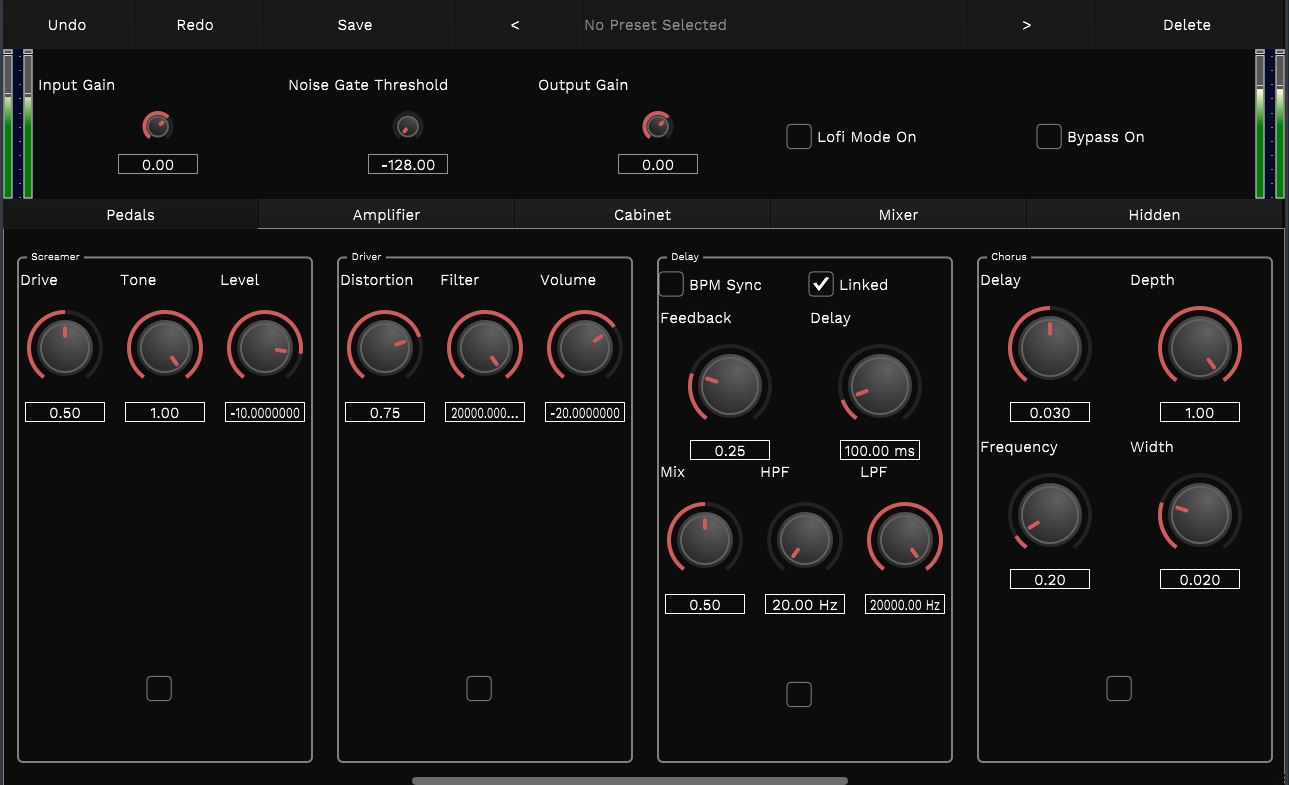 Undo Redo Save < No Preset Selected > Delete
Input Gain Noise Gate Threshold Output Gain
Lofi Mode On Bypass On
0.00 -128.00 0.00
Pedals Amplifier Cabinet Mixer Hidden
Screamer
Drive Tone Level
0.50 1.00 -10.0000000
Driver
Distortion Filter Volume
0.75 20000.000... -20.0000000
Delay
BPM Sync Linked
Feedback Delay
0.25 100.00 ms
Mix HPF LPF
0.50 20.00 Hz 20000.00 Hz
Chorus
Delay Depth
0.030 1.00
Frequency Width
0.20 0.020